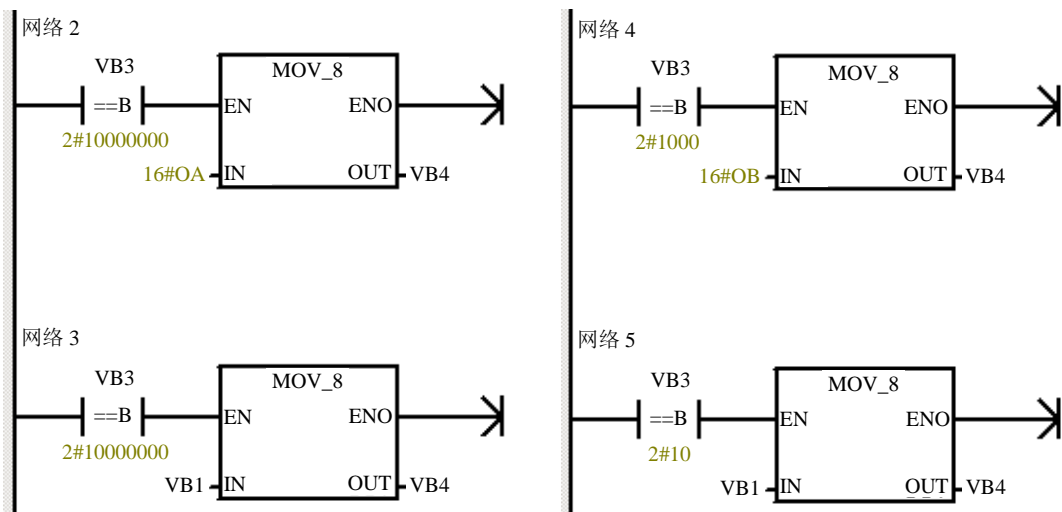 网络 2
VB3
MOV_8
==B
EN
ENO
2#10000000
16#OA
IN
OUT
VB4
网络 3
VB3
MOV_8
==B
EN
ENO
2#10000000
VB1
IN
OUT
VB4
网络 4
VB3
MOV_8
==B
EN
ENO
2#1000
16#OB
IN
OUT
VB4
网络 5
VB3
MOV_8
==B
EN
ENO
2#10
VB1
IN
OUT
VB4